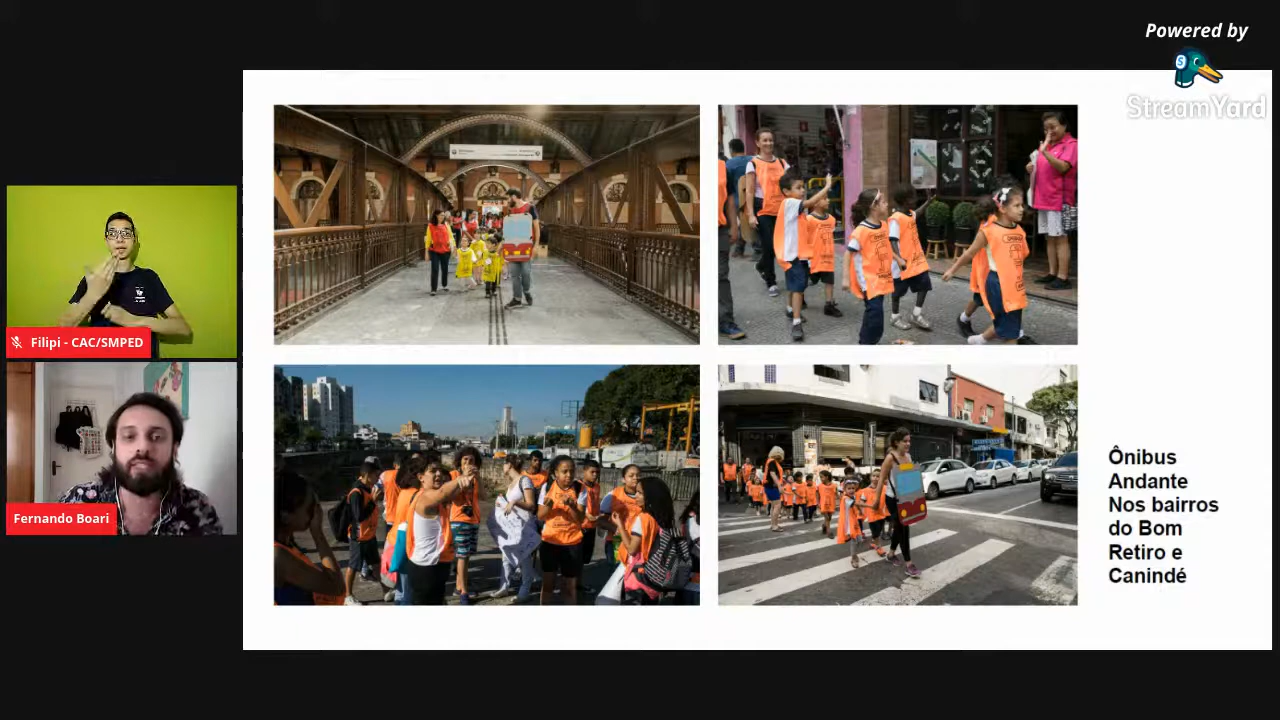 Powered by
StreamYard
Filipi - CAC/SMPED
Fernando Boari
Ônibus
Andante
Nos bairros
do Bom
Retiro e
Canindé